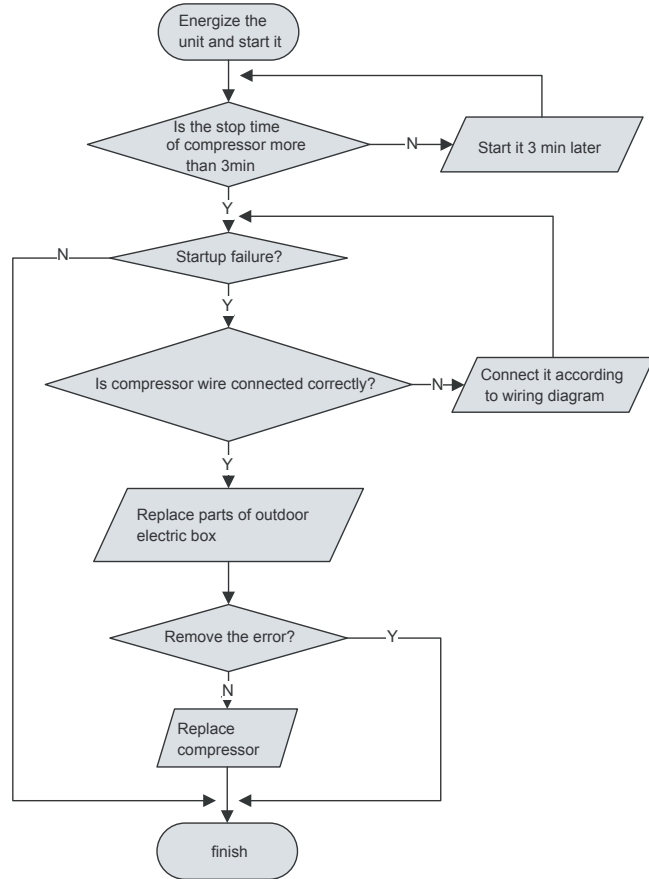 Energize the
unit and start it
Is the stop time
of compressor more
than 3min
N
Start it 3 min later
Y
N
Startup failure?
Y
Is compressor wire connected correctly?
N
Connect it according
to wiring diagram
Y
Replace parts of outdoor
electric box
Remove the error?
Y
N
Replace
compressor
finish